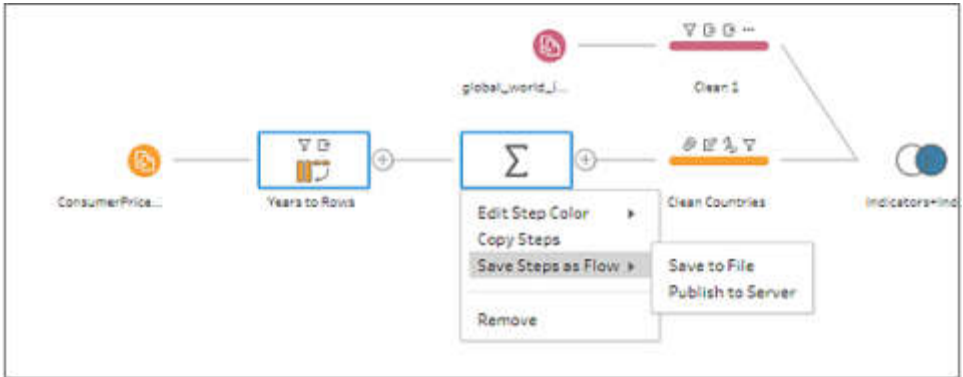 global_world_i...
Clean 1
ConsumerPrice...
Years to Rows
Clean Countries
Indicators+Ind
Edit Step Color
Copy Steps
Save Steps as Flow
Remove
Save to File
Publish to Server